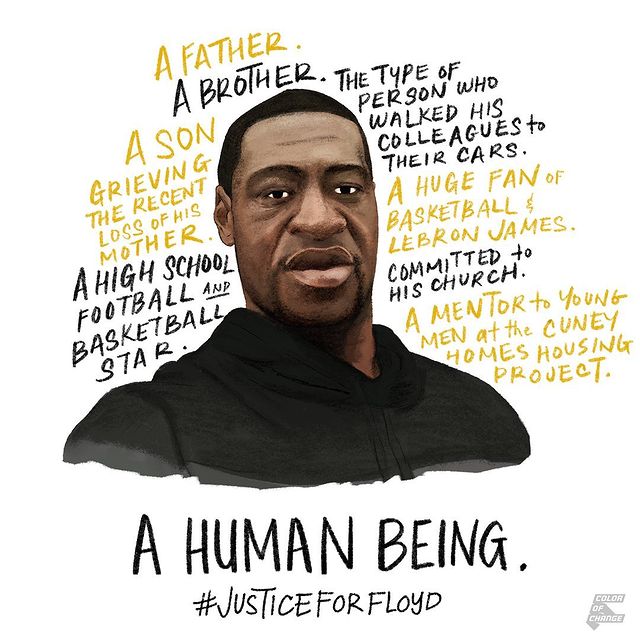 A FATHER.
A BROTHER.
A SON
GRIEVING
THE RECENT
LOSS OF HIS
MOTHER.
A HIGH SCHOOL
FOOTBALL AND
BASKETBALL
STAR.
THE TYPE OF
PERSON WHO
WALKED HIS
COLLEAGUES to
THEIR CARS.
A HUGE FAN OF
BASKETBALL &
LEBRON JAMES.
COMMITTED to
HIS CHURCH.
A MENTOR to YOUNG
MEN at the CUNEY
HOMES HOUSING
PROJECT.
A HUMAN BEING.
#JUSTICEFORFLOYD
COLOR
OF
CHANGE